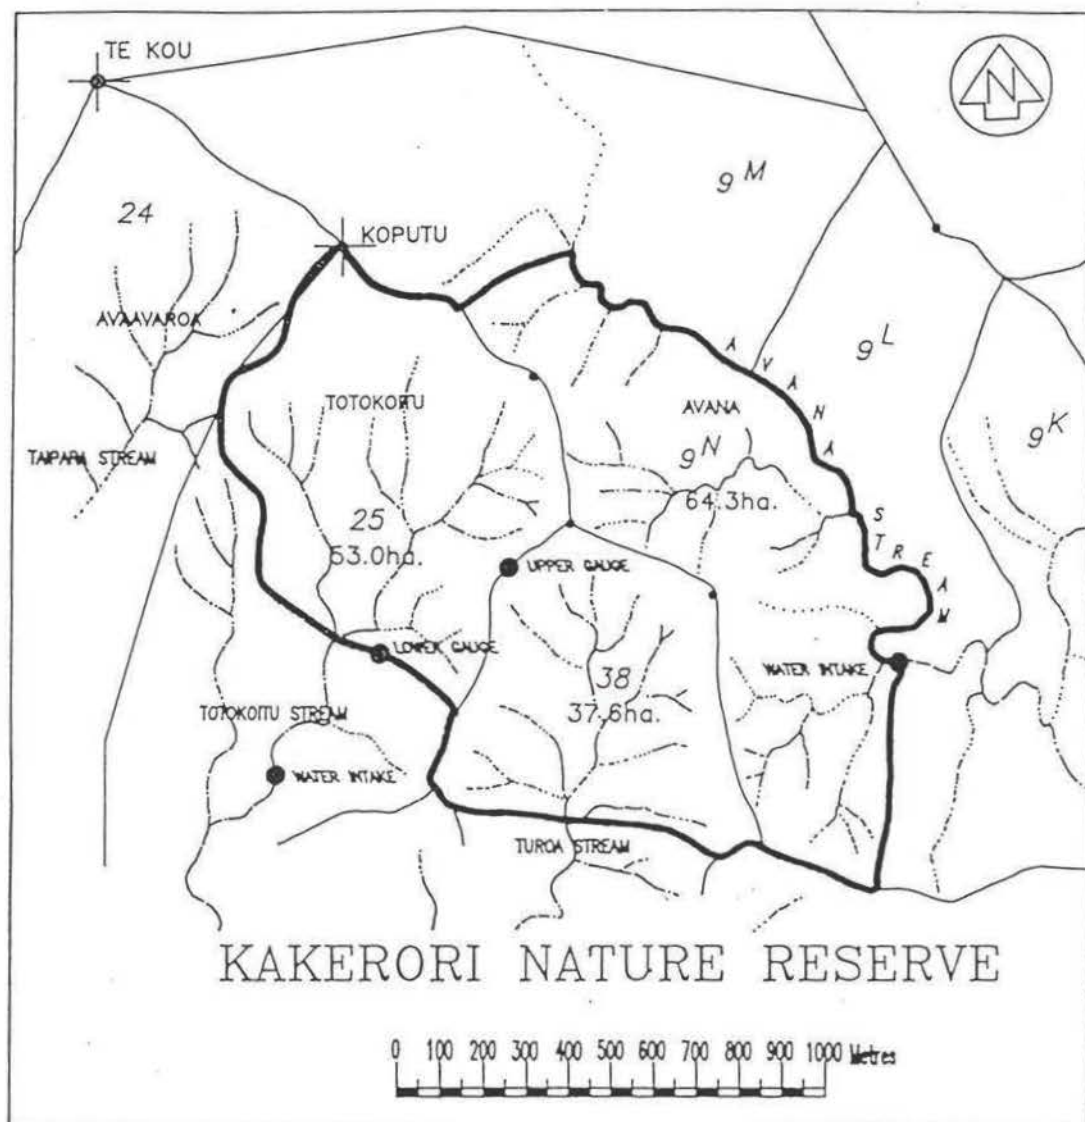 TE KOU
N
9 M
24
KOPUTU
AVAAVAROA
9 L
TOTOKOITU
AVANA
9 K
TAIPARA STREAM
9 N
64.3ha.
25
53.0ha.
AVANA STREAM
UPPER GAUGE
LOWER GAUGE
38
37.6ha.
WATER INTAKE
TOTOKOITU STREAM
WATER INTAKE
TUROA STREAM
KAKERORI NATURE RESERVE
0 100 200 300 400 500 600 700 800 900 1000 Metres